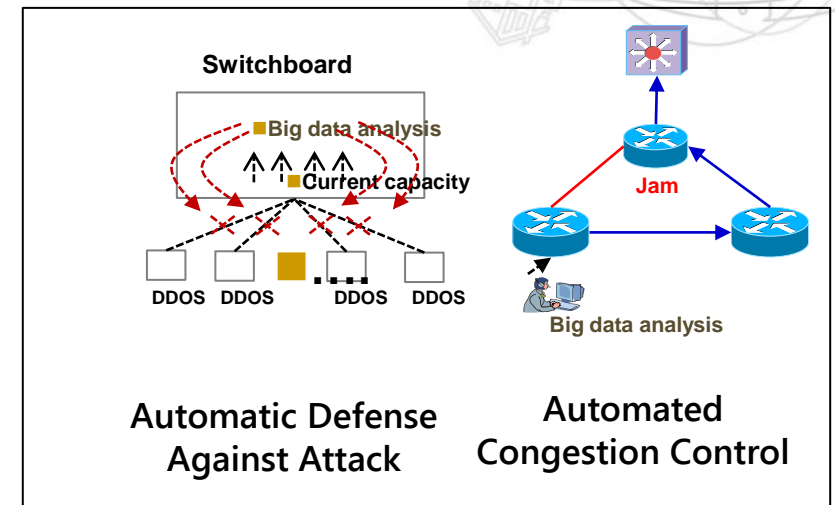 Switchboard
Big data analysis
Current capacity
DDOS DDOS DDOS DDOS
Automatic Defense
Against Attack
Jam
Big data analysis
Automated
Congestion Control